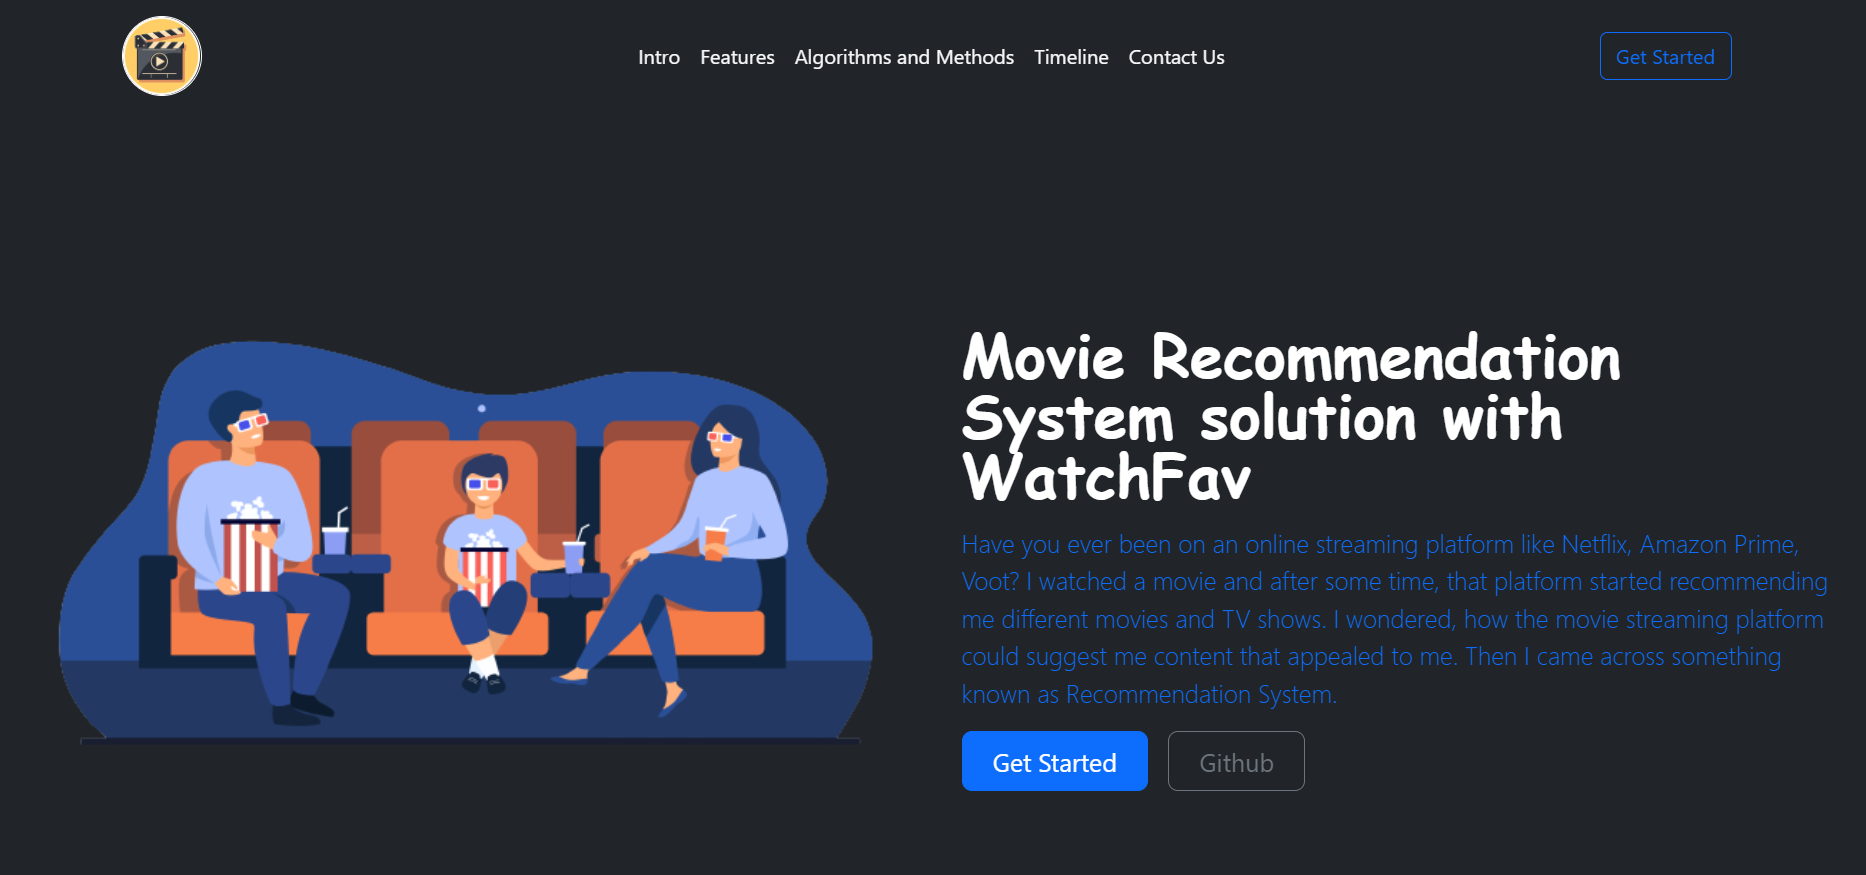 Intro Features Algorithms and Methods Timeline Contact Us Get Started
Movie Recommendation
System solution with
WatchFav
Have you ever been on an online streaming platform like Netflix, Amazon Prime,
Voot? I watched a movie and after some time, that platform started recommending
me different movies and TV shows. I wondered, how the movie streaming platform
could suggest me content that appealed to me. Then I came across something
known as Recommendation System.
Get Started Github